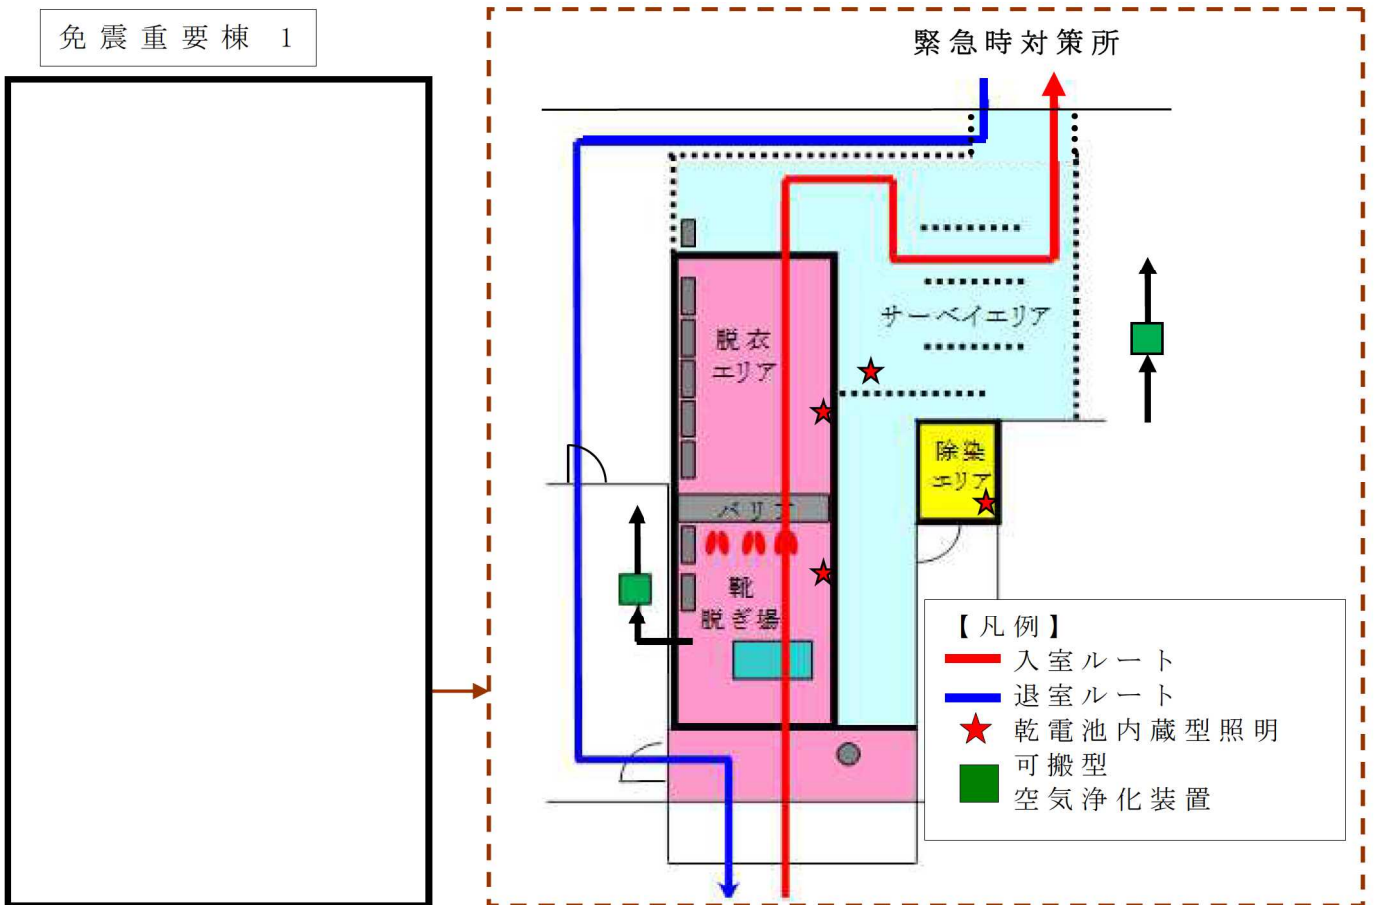 免震重要棟 1
緊急時対策所
サーベイエリア
脱衣
エリア
除染
エリア
バリア
靴
脱ぎ場
【凡例】
入室ルート
退室ルート
乾電池内蔵型照明
可搬型
空気浄化装置